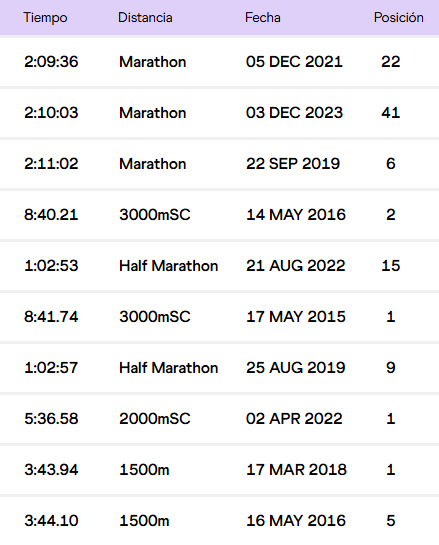 Tiempo Distancia Fecha Posición
2:09:36 Marathon 05 DEC 2021 22
2:10:03 Marathon 03 DEC 2023 41
2:11:02 Marathon 22 SEP 2019 6
8:40.21 3000mSC 14 MAY 2016 2
1:02:53 Half Marathon 21 AUG 2022 15
8:41.74 3000mSC 17 MAY 2015 1
1:02:57 Half Marathon 25 AUG 2019 9
5:36.58 2000mSC 02 APR 2022 1
3:43.94 1500m 17 MAR 2018 1
3:44.10 1500m 16 MAY 2016 5